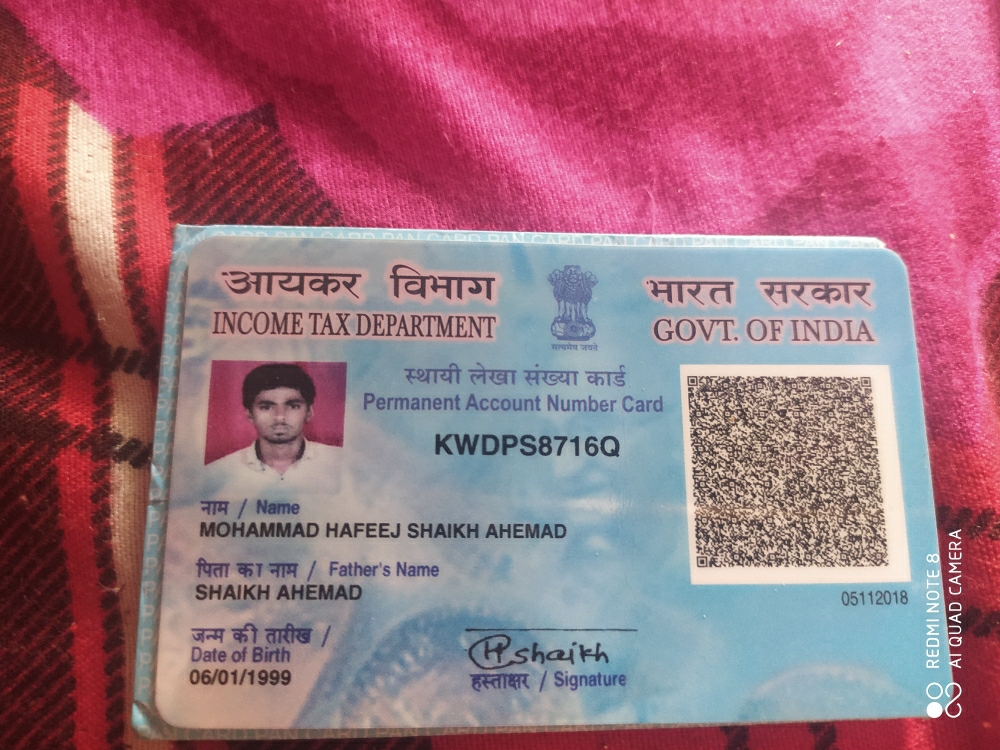 आयकर विभाग
INCOME TAX DEPARTMENT
सत्यमेव जयते
भारत सरकार
GOVT. OF INDIA
स्थायी लेखा संख्या कार्ड
Permanent Account Number Card
KWDPS8716Q
नाम / Name
MOHAMMAD HAFEEJ SHAIKH AHEMAD
पिता का नाम / Father's Name
SHAIKH AHEMAD
जन्म की तारीख /
Date of Birth
06/01/1999
HShaikh
हस्ताक्षर / Signature
05112018
REDMI NOTE 8
AI QUAD CAMERA